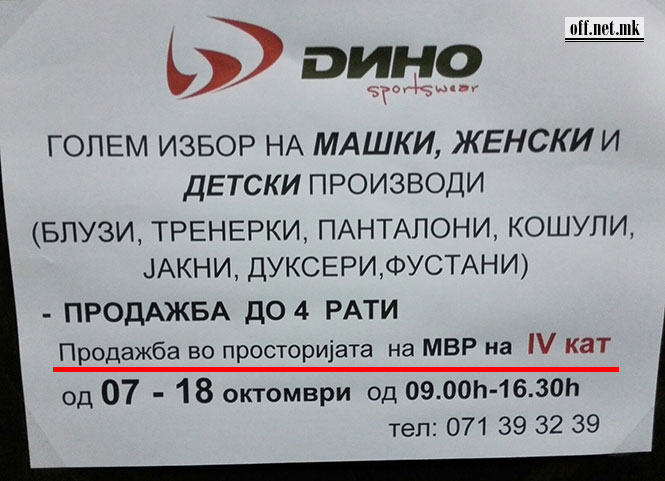 off.net.mk
ДИНО
sportswear
ГОЛЕМ ИЗБОР НА МАШКИ, ЖЕНСКИ И
ДЕТСКИ ПРОИЗВОДИ
(БЛУЗИ, ТРЕНЕРКИ, ПАНТАЛОНИ, КОШУЛИ,
ЈАКНИ, ДУКСЕРИ,ФУСТАНИ)
- ПРОДАЖБА ДО 4 РАТИ
Продажба во просторијата на МВР на IV кат
од 07 - 18 октомври од 09.00h-16.30h
тел: 071 39 32 39